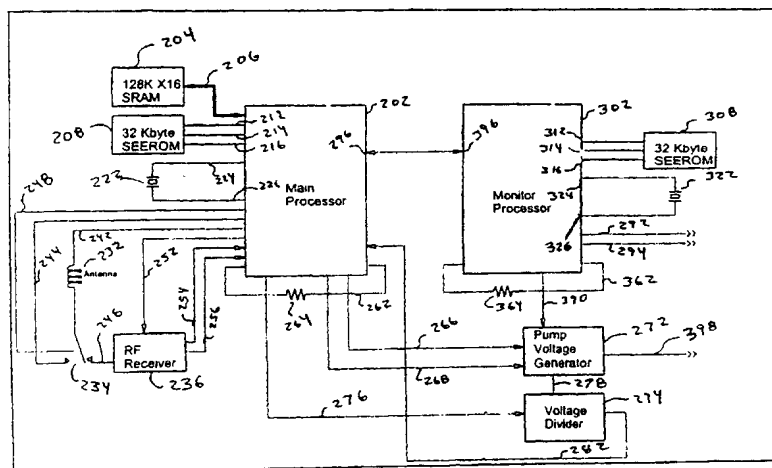 204
206
128K X16
SRAM
202
302
208
32 Kbyte
SEEROM
212
214
216
296
396
312
314
316
308
32 Kbyte
SEEROM
222
224
226
Main
Processor
Monitor
Processor
324
322
326
248
244
242
232
Antenna
252
254
256
292
294
262
264
362
364
390
246
RF
Receiver
234
236
266
268
Pump
Voltage
Generator
272
398
278
276
Voltage
Divider
274
282